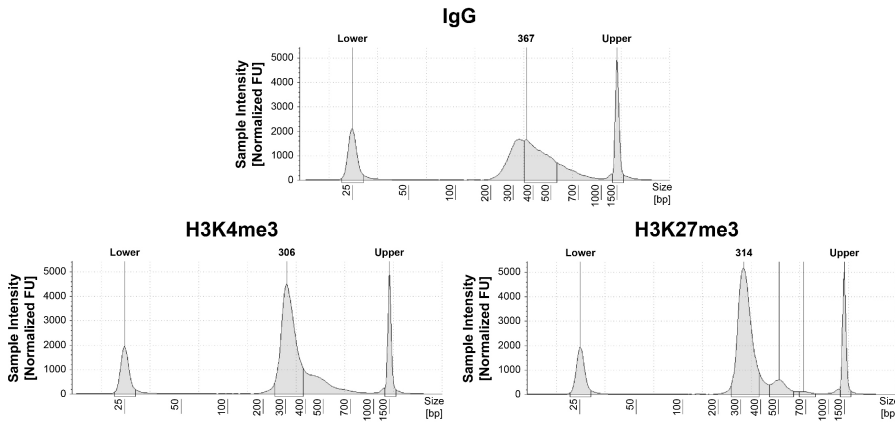 IgG
Lower 367 Upper
Sample Intensity
[Normalized FU]
5000
4000
3000
2000
1000
0
25 50 100 200 300 400 500 700 1000 1500 Size
[bp]
H3K4me3
Lower 306 Upper
Sample Intensity
[Normalized FU]
5000
4000
3000
2000
1000
0
25 50 100 200 300 400 500 700 1000 1500 Size
[bp]
H3K27me3
Lower 314 Upper
Sample Intensity
[Normalized FU]
5000
4000
3000
2000
1000
0
25 50 100 200 300 400 500 700 1000 1500 Size
[bp]